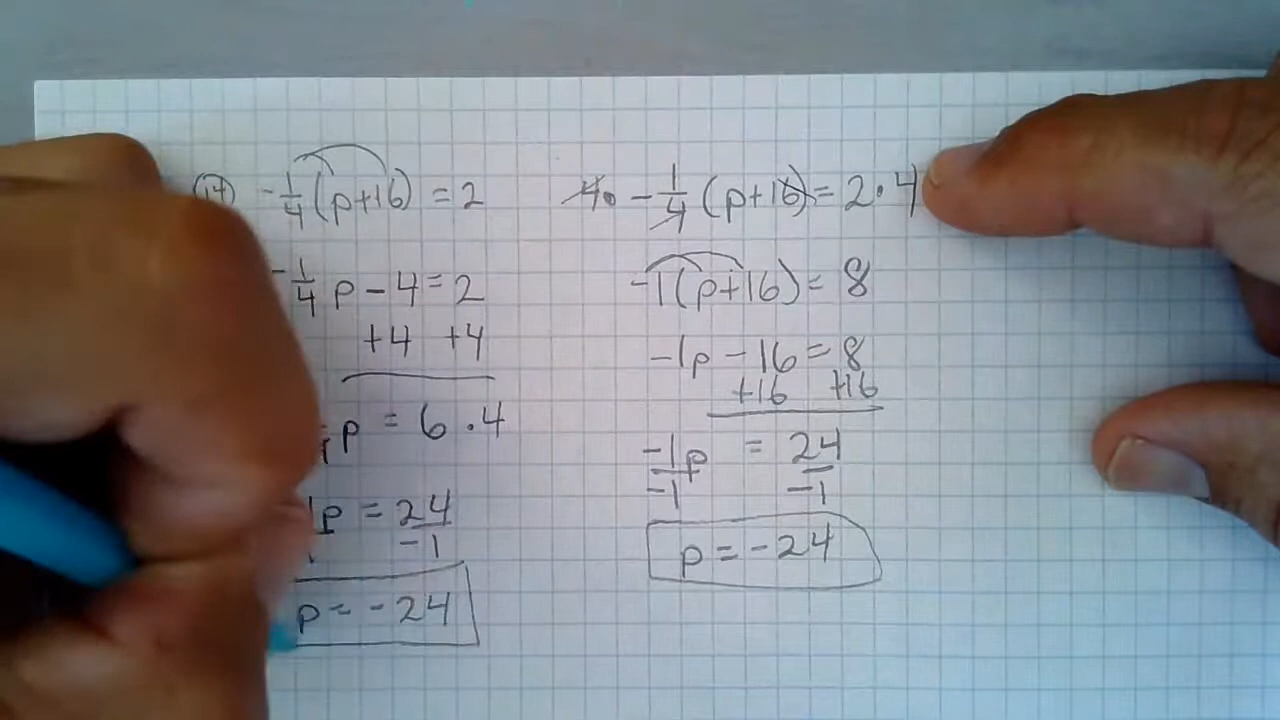 14 -1/4 (p+16) = 2
-1/4 p - 4 = 2
+4 +4
p = 6 . 4
p = 24
-1
p = -24
4 • -1/4 (p+16) = 2 • 4
-1(p+16) = 8
-1p - 16 = 8
+16 +16
-1p = 24
-1 -1
p = -24